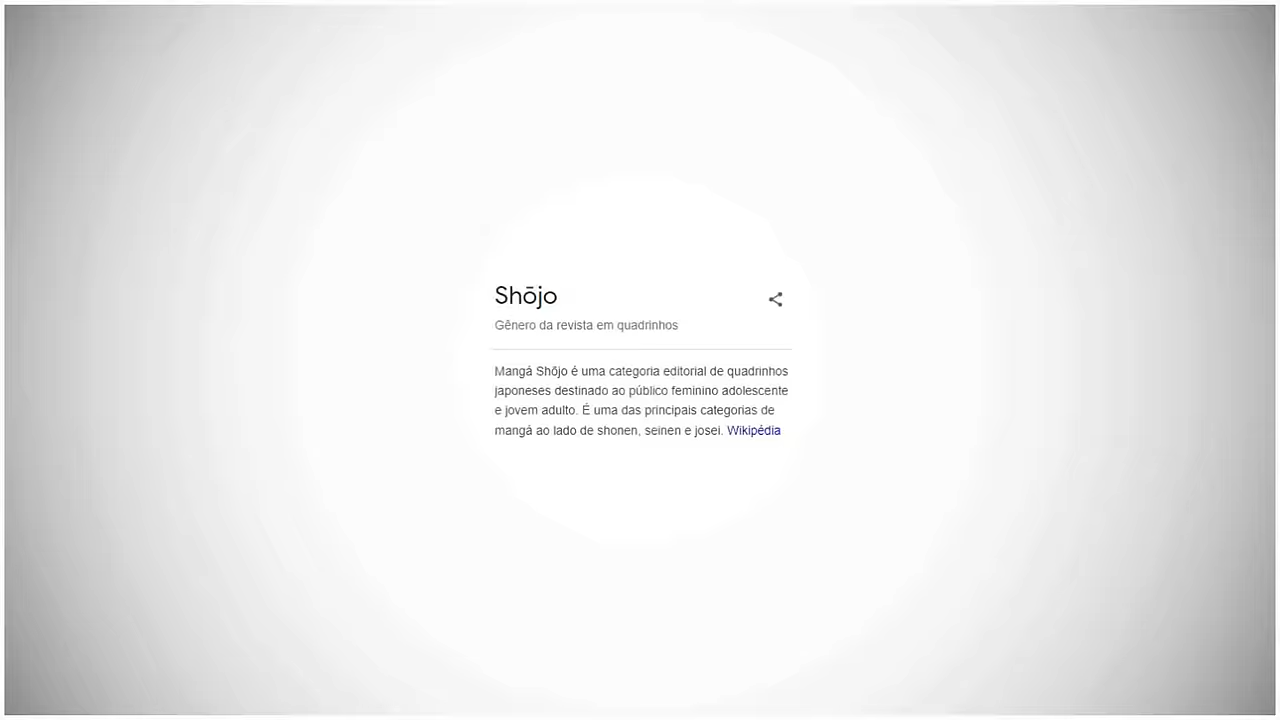 Shōjo
Gênero da revista em quadrinhos
Mangá Shōjo é uma categoria editorial de quadrinhos
japoneses destinado ao público feminino adolescente
e jovem adulto. É uma das principais categorias de
mangá ao lado de shonen, seinen e josei. Wikipédia